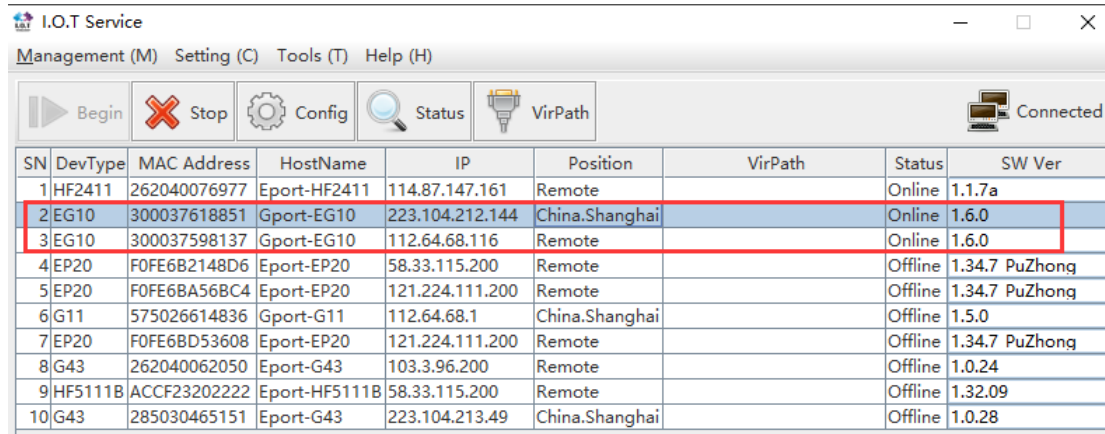 I.O.T Service
Management (M) Setting (C) Tools (T) Help (H)
Begin Stop Config Status VirPath Connected
SN DevType MAC Address HostName IP Position VirPath Status SW Ver
1 HF2411 262040076977 Eport-HF2411 114.87.147.161 Remote Online 1.1.7a
2 EG10 300037618851 Gport-EG10 223.104.212.144 China.Shanghai Online 1.6.0
3 EG10 300037598137 Gport-EG10 112.64.68.116 Remote Online 1.6.0
4 EP20 F0FE6B2148D6 Eport-EP20 58.33.115.200 Remote Offline 1.34.7 PuZhong
5 EP20 F0FE6BA56BC4 Eport-EP20 121.224.111.200 Remote Offline 1.34.7 PuZhong
6 G11 575026614836 Gport-G11 112.64.68.1 China.Shanghai Offline 1.5.0
7 EP20 F0FE6BD53608 Eport-EP20 121.224.111.200 Remote Offline 1.34.7 PuZhong
8 G43 262040062050 Eport-G43 103.3.96.200 Remote Offline 1.0.24
9 HF5111B ACCF23202222 Eport-HF5111B 58.33.115.200 Remote Offline 1.32.09
10 G43 285030465151 Eport-G43 223.104.213.49 China.Shanghai Offline 1.0.28